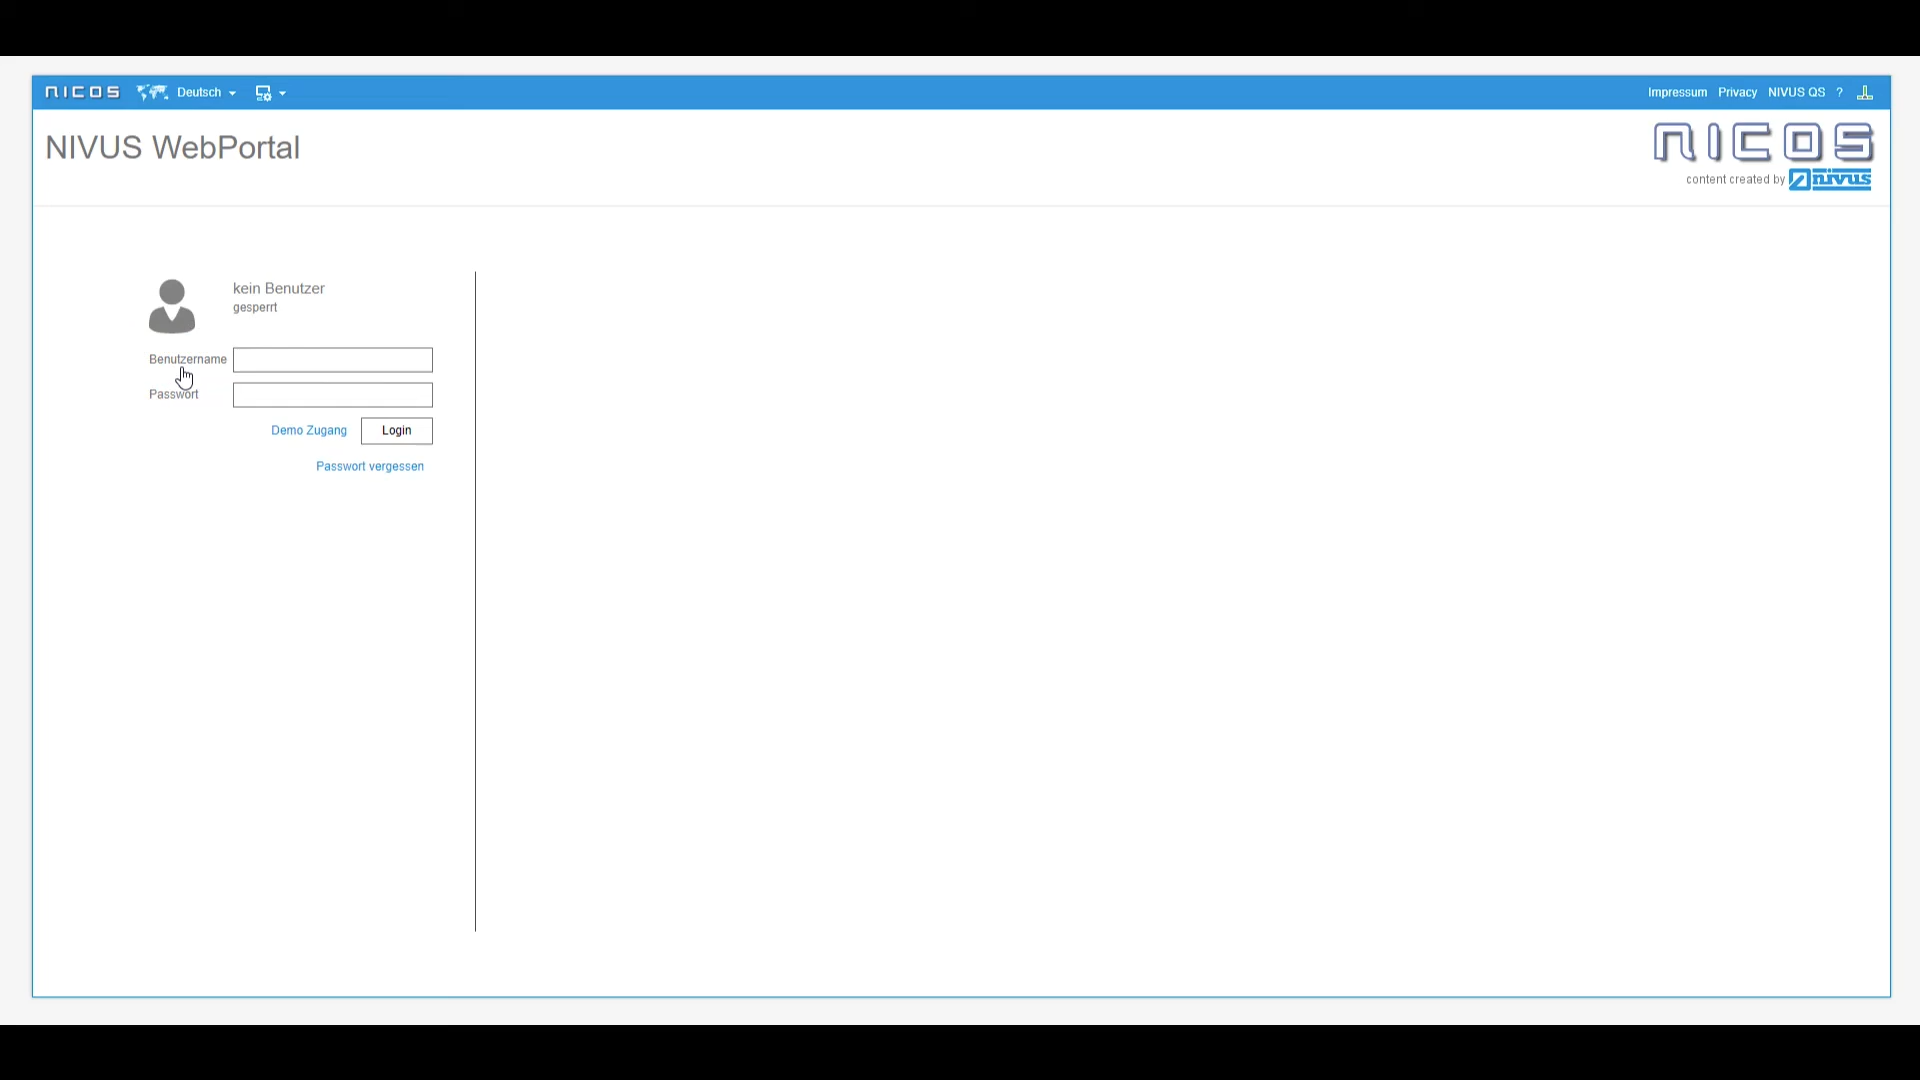 nicos Deutsch Impressum Privacy NIVUS QS ?
NIVUS WebPortal
nicos
content created by nivus
kein Benutzer
gesperrt
Benutzername
Passwort
Demo Zugang Login
Passwort vergessen